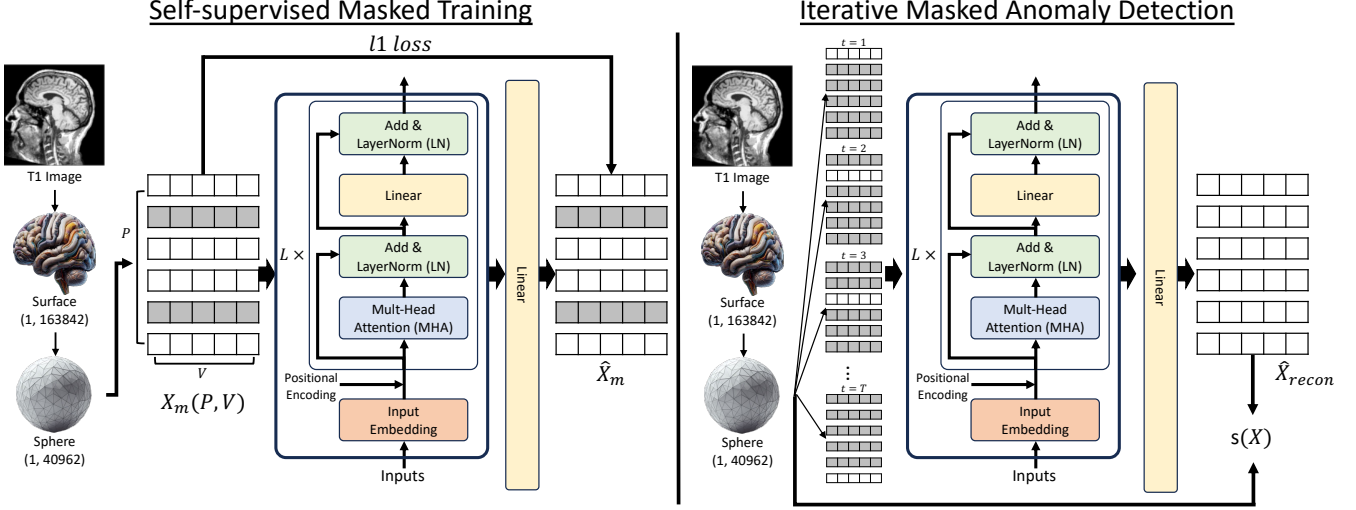 Self-supervised Masked Training
l1 loss
T1 Image
Surface
(1, 163842)
Sphere
(1, 40962)
P
V
X_m(P, V)
L ×
Add &
LayerNorm (LN)
Linear
Add &
LayerNorm (LN)
Mult-Head
Attention (MHA)
Positional
Encoding
Input
Embedding
Inputs
Linear
X̂_m
Iterative Masked Anomaly Detection
T1 Image
Surface
(1, 163842)
Sphere
(1, 40962)
t = 1
t = 2
t = 3
⋮
t = T
L ×
Add &
LayerNorm (LN)
Linear
Add &
LayerNorm (LN)
Mult-Head
Attention (MHA)
Positional
Encoding
Input
Embedding
Inputs
Linear
X̂_recon
s(X)